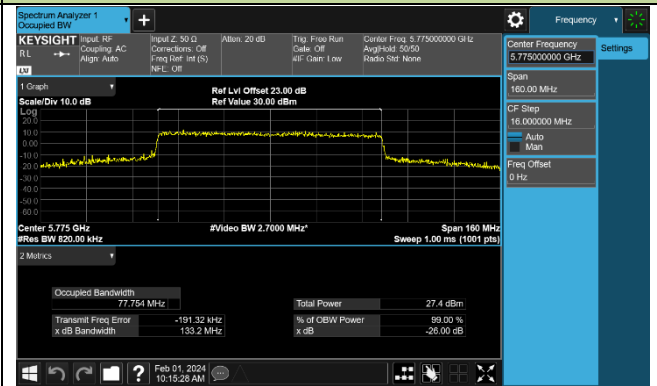 Spectrum Analyzer 1
Occupied BW
Frequency
KEYSIGHT
RL
Input: RF
Coupling: AC
Align: Auto
Input Z: 50 Ω
Corrections: Off
Freq Ref: Int (S)
NFE: Off
Atten: 20 dB
Trig: Free Run
Gate: Off
#IF Gain: Low
Center Freq: 5.775000000 GHz
Avg|Hold: 50/50
Radio Std: None
LXI
Center Frequency
5.775000000 GHz
Settings
Span
160.00 MHz
CF Step
16.000000 MHz
Auto
Man
Freq Offset
0 Hz
1 Graph
Scale/Div 10.0 dB
Ref Lvl Offset 23.00 dB
Ref Value 30.00 dBm
Log
20.0
10.0
0.00
-10.0
-20.0
-30.0
-40.0
-50.0
-60.0
Center 5.775 GHz
#Video BW 2.7000 MHz*
Span 160 MHz
#Res BW 820.00 kHz
Sweep 1.00 ms (1001 pts)
2 Metrics
Occupied Bandwidth
77.754 MHz
Total Power
27.4 dBm
Transmit Freq Error
-191.32 kHz
% of OBW Power
99.00 %
x dB Bandwidth
133.2 MHz
x dB
-26.00 dB
?
Feb 01, 2024
10:15:28 AM